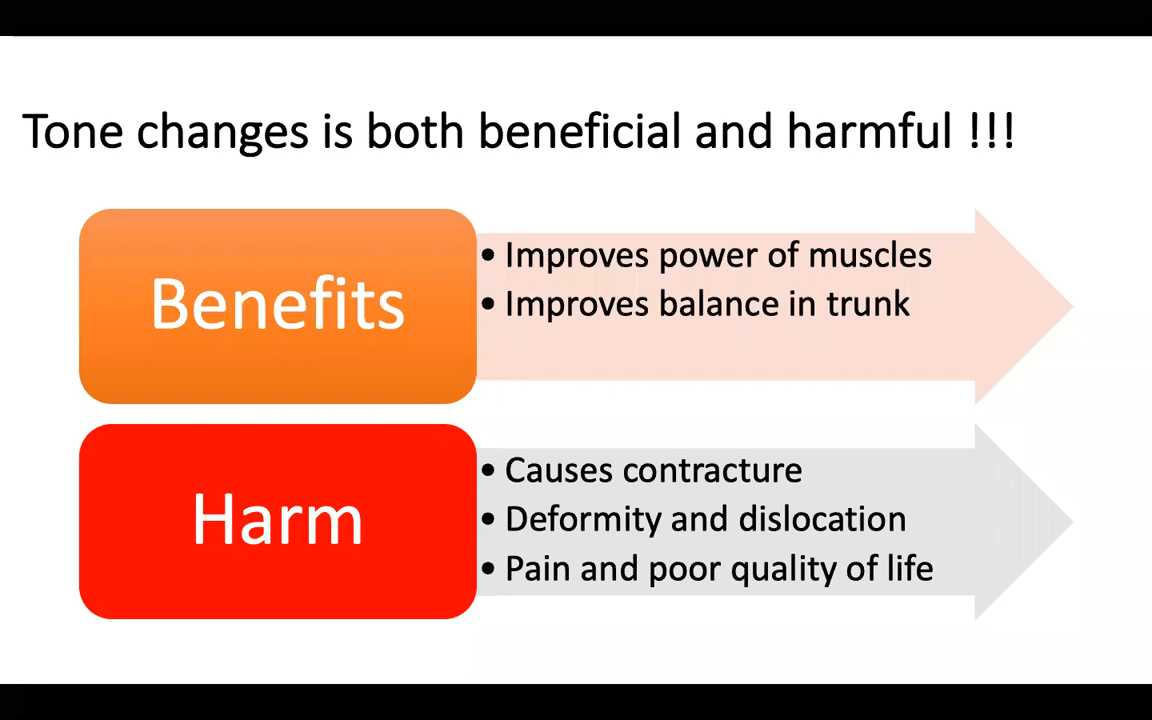 Tone changes is both beneficial and harmful !!!
Benefits
• Improves power of muscles
• Improves balance in trunk
Harm
• Causes contracture
• Deformity and dislocation
• Pain and poor quality of life